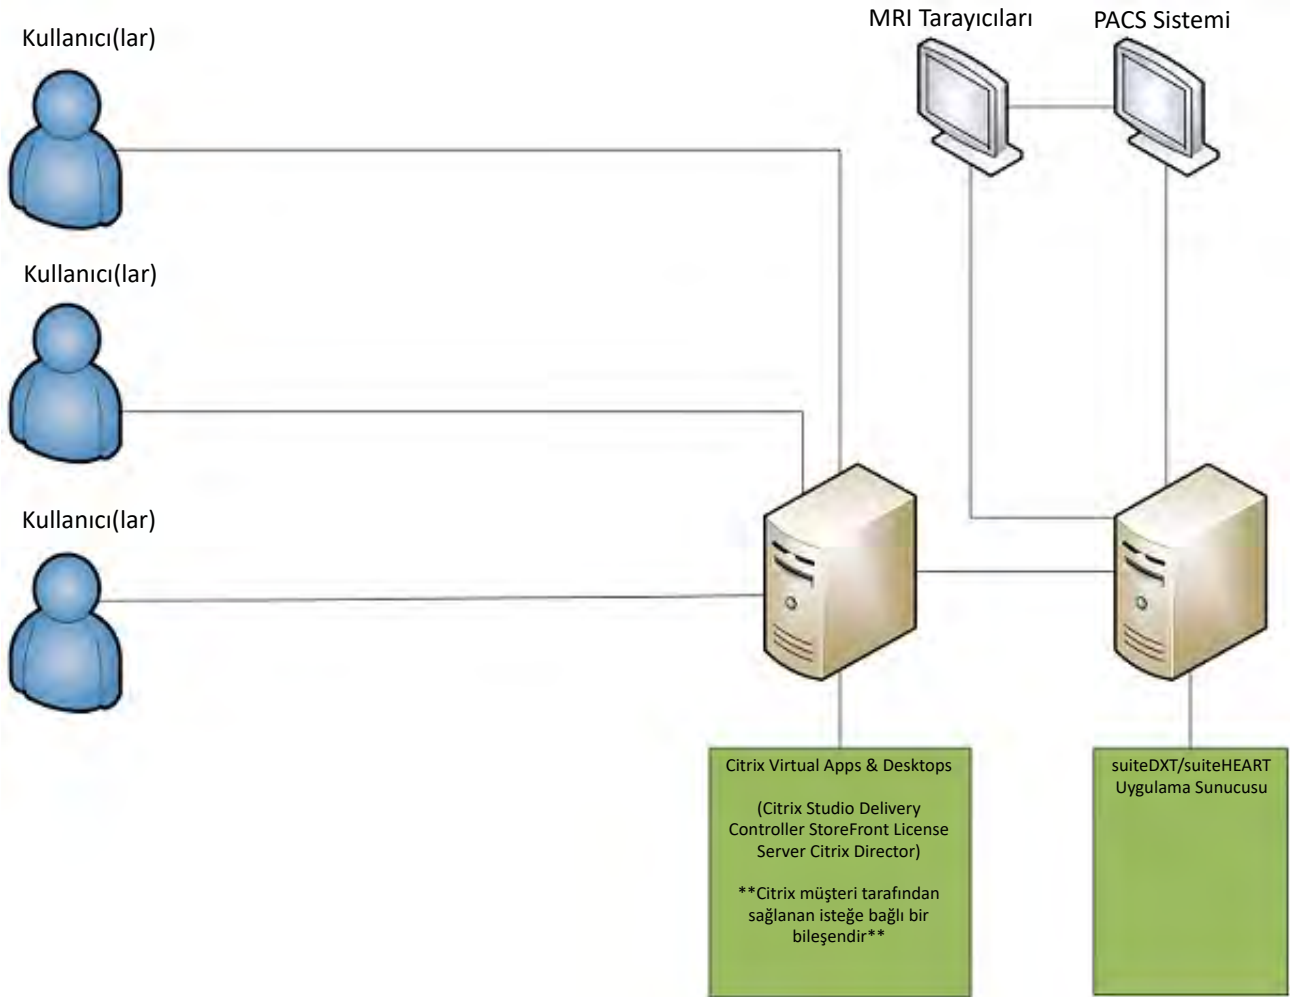 MRI Tarayıcıları
PACS Sistemi
Kullanıcı(lar)
Kullanıcı(lar)
Kullanıcı(lar)
Citrix Virtual Apps & Desktops
(Citrix Studio Delivery
Controller StoreFront License
Server Citrix Director)
**Citrix müşteri tarafından
sağlanan isteğe bağlı bir
bileşendir**
suiteDXT/suiteHEART
Uygulama Sunucusu